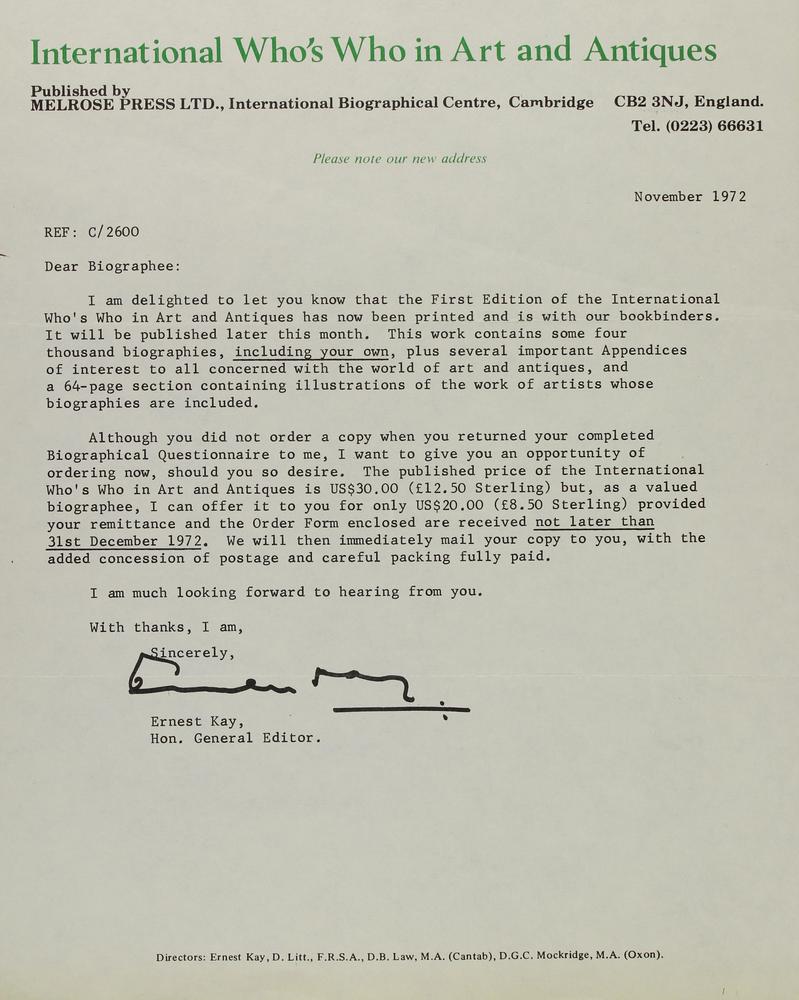 International Who's Who in Art and Antiques
Published by
MELROSE PRESS LTD., International Biographical Centre, Cambridge CB2 3NJ, England.
Tel. (0223) 66631
Please note our new address
November 1972
REF: C/2600
Dear Biographee:
I am delighted to let you know that the First Edition of the International
Who's Who in Art and Antiques has now been printed and is with our bookbinders.
It will be published later this month. This work contains some four
thousand biographies, including your own, plus several important Appendices
of interest to all concerned with the world of art and antiques, and
a 64-page section containing illustrations of the work of artists whose
biographies are included.
Although you did not order a copy when you returned your completed
Biographical Questionnaire to me, I want to give you an opportunity of
ordering now, should you so desire. The published price of the International
Who's Who in Art and Antiques is US$30.00 (£12.50 Sterling) but, as a valued
biographee, I can offer it to you for only US$20.00 (£8.50 Sterling) provided
your remittance and the Order Form enclosed are received not later than
31st December 1972. We will then immediately mail your copy to you, with the
added concession of postage and careful packing fully paid.
I am much looking forward to hearing from you.
With thanks, I am,
Sincerely,
Ernest Kay,
Hon. General Editor.
Directors: Ernest Kay, D. Litt., F.R.S.A., D.B. Law, M.A. (Cantab), D.G.C. Mockridge, M.A. (Oxon).